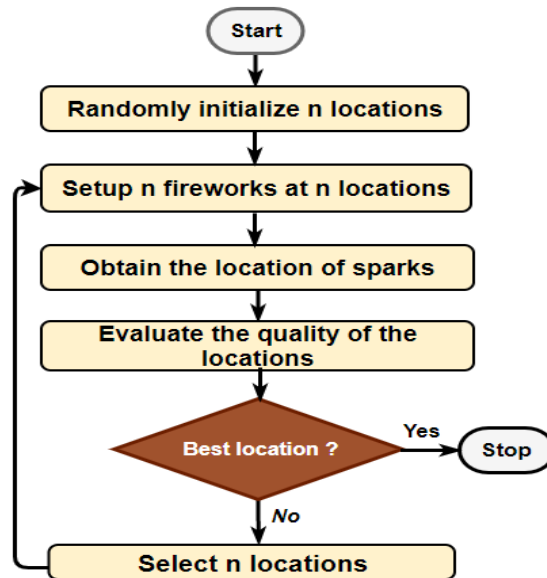 Start
Randomly initialize n locations
Setup n fireworks at n locations
Obtain the location of sparks
Evaluate the quality of the
locations
Best location ?
Yes
Stop
No
Select n locations